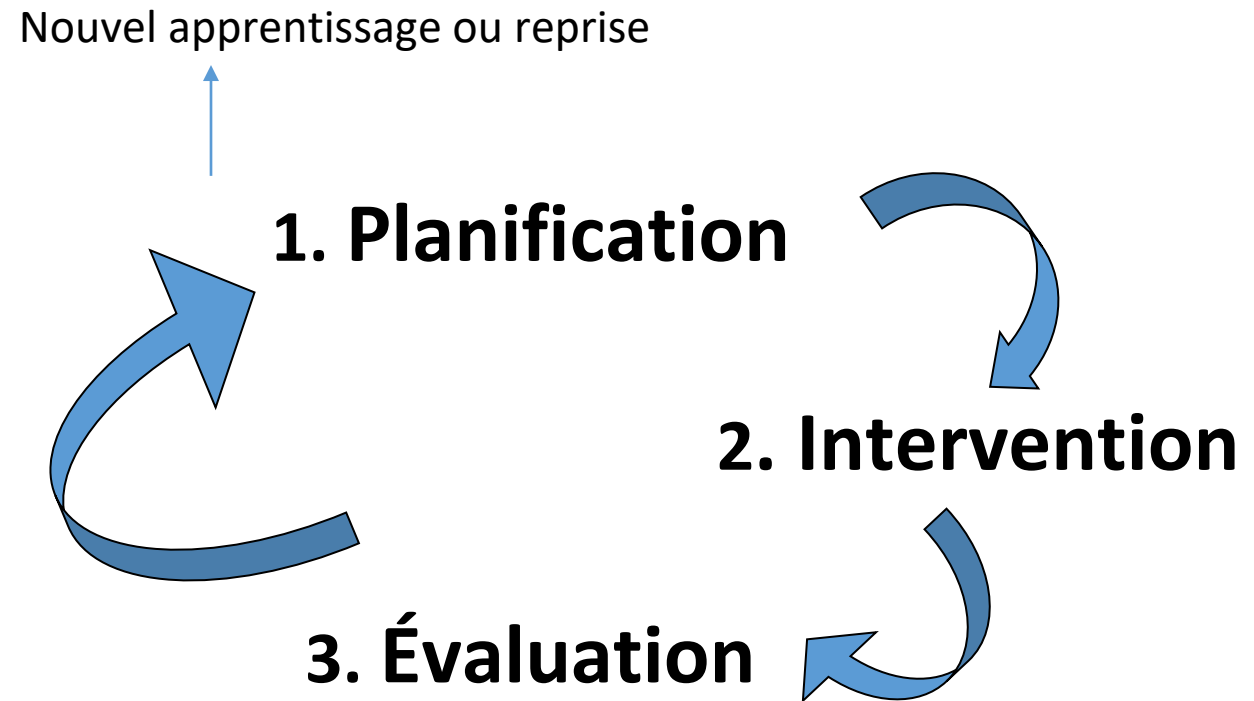 Nouvel apprentissage ou reprise
1. Planification
2. Intervention
3. Évaluation